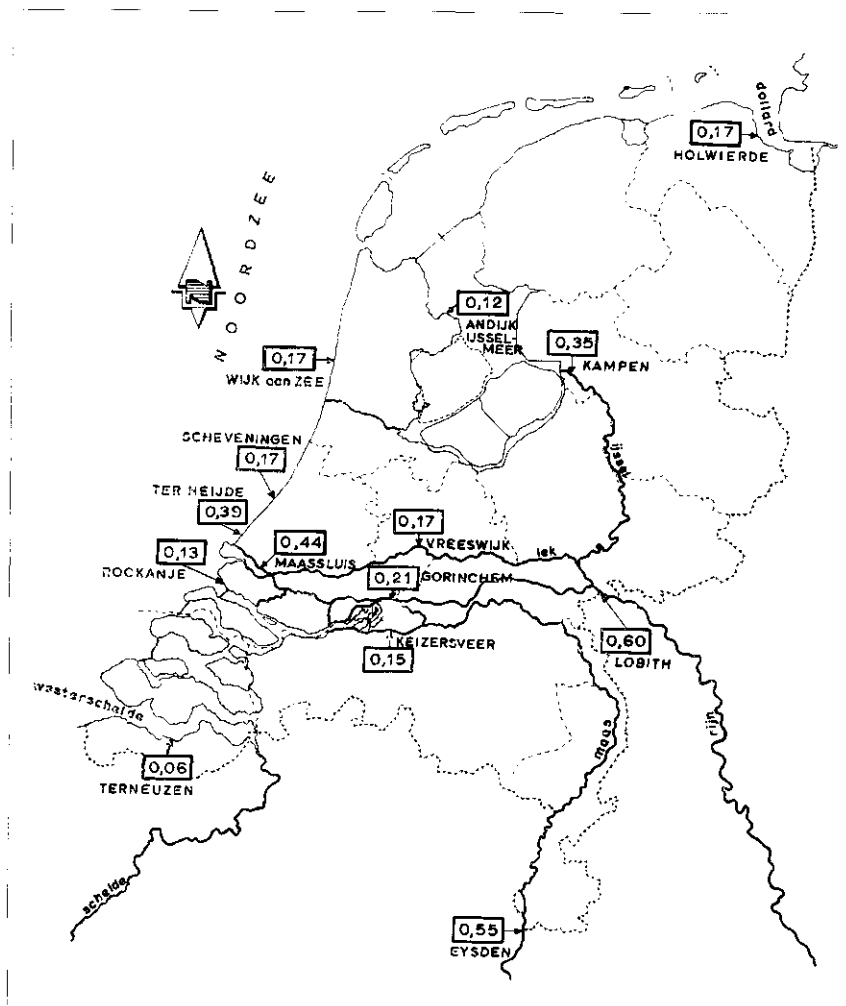 dollard
0,17
HOLWIERDE
NOORDZEE
N
0,12
ANDIJK
IJSSEL-
MEER
0,35
KAMPEN
0,17
WIJK aan ZEE
SCHEVENINGEN
0,17
ijssel
TER HEIJDE
0,39
0,44
MAASSLUIS
0,17
VREESWIJK
lek
0,13
ROCKANJE
0,21
GORINCHEM
KEIZERSVEER
0,15
0,60
LOBITH
westerschelde
maas
rijn
0,06
TERNEUZEN
schelde
0,55
EYSDEN